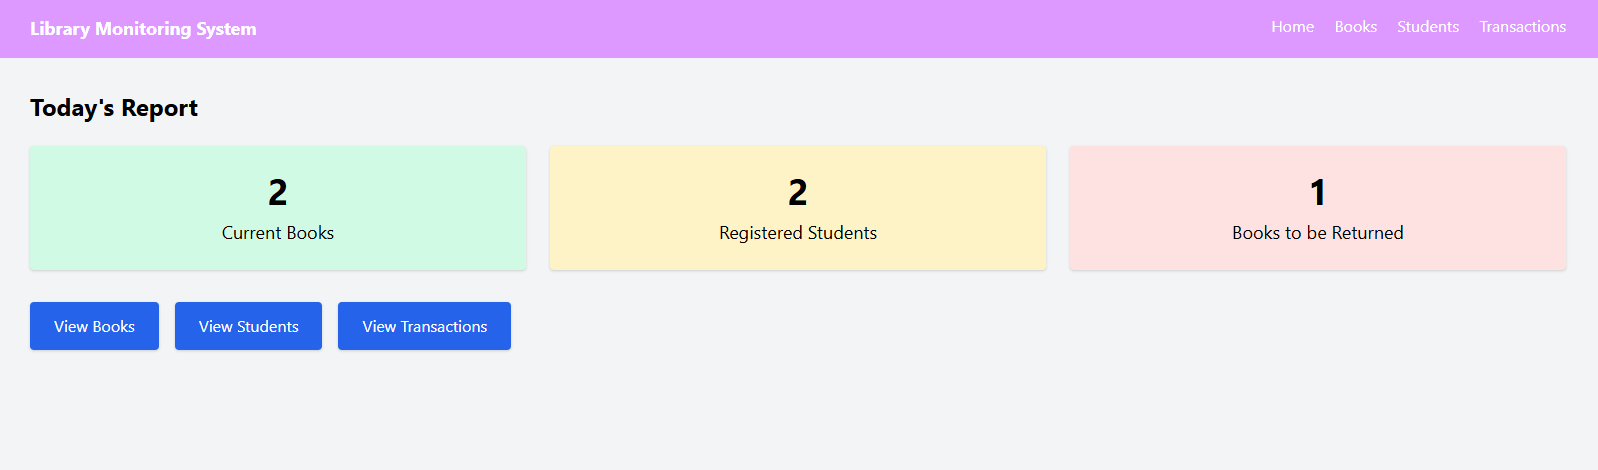 Library Monitoring System
Home Books Students Transactions
Today's Report
2
Current Books
2
Registered Students
1
Books to be Returned
View Books
View Students
View Transactions